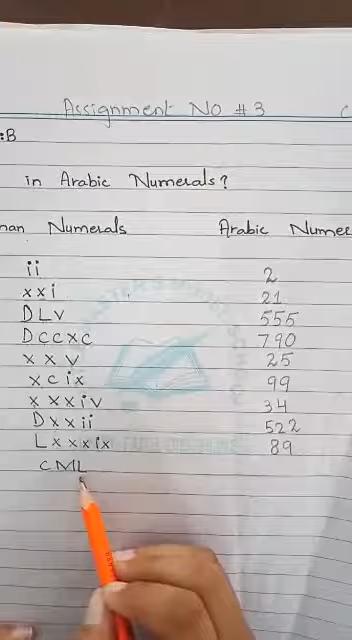 Assignment No # 3 C
:B
in Arabic Numerals?
man Numerals Arabic Numer
ii 2
xxi 21
DLV 555
DCCXC 790
xxv 25
xcix 99
xxxiv 34
Dxxii 522
Lxxxix 89
CML